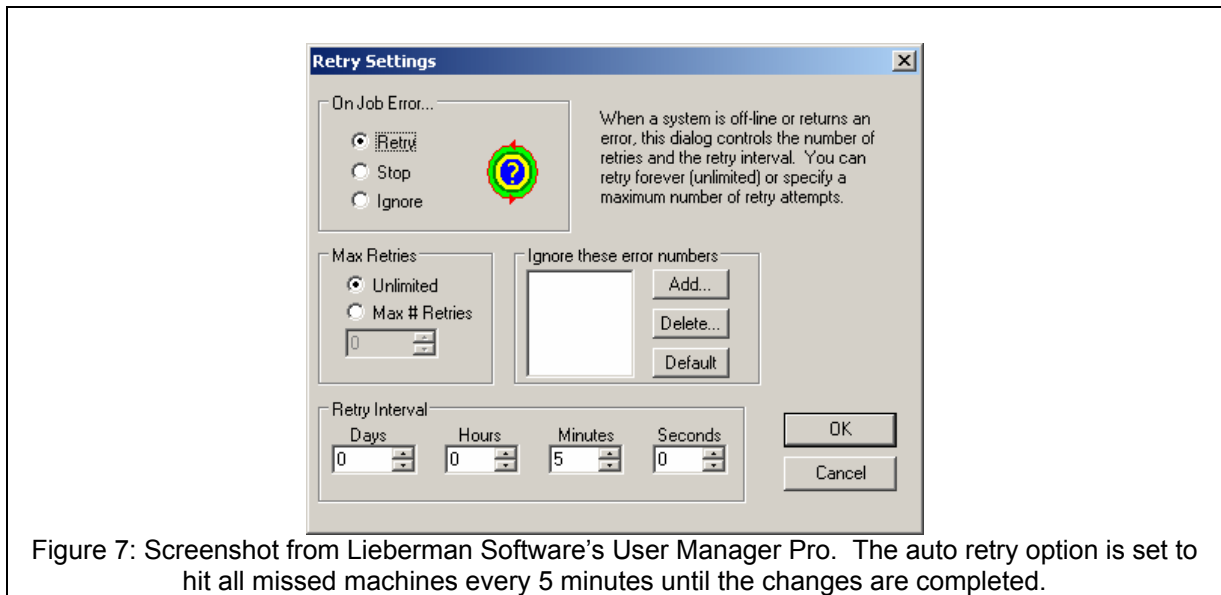 Retry Settings
On Job Error...
Retry
Stop
Ignore
?
When a system is off-line or returns an
error, this dialog controls the number of
retries and the retry interval. You can
retry forever (unlimited) or specify a
maximum number of retry attempts.
Max Retries
Unlimited
Max # Retries
0
Ignore these error numbers
Add...
Delete...
Default
Retry Interval
Days Hours Minutes Seconds
0 0 5 0
OK
Cancel
Figure 7: Screenshot from Lieberman Software's User Manager Pro. The auto retry option is set to
hit all missed machines every 5 minutes until the changes are completed.